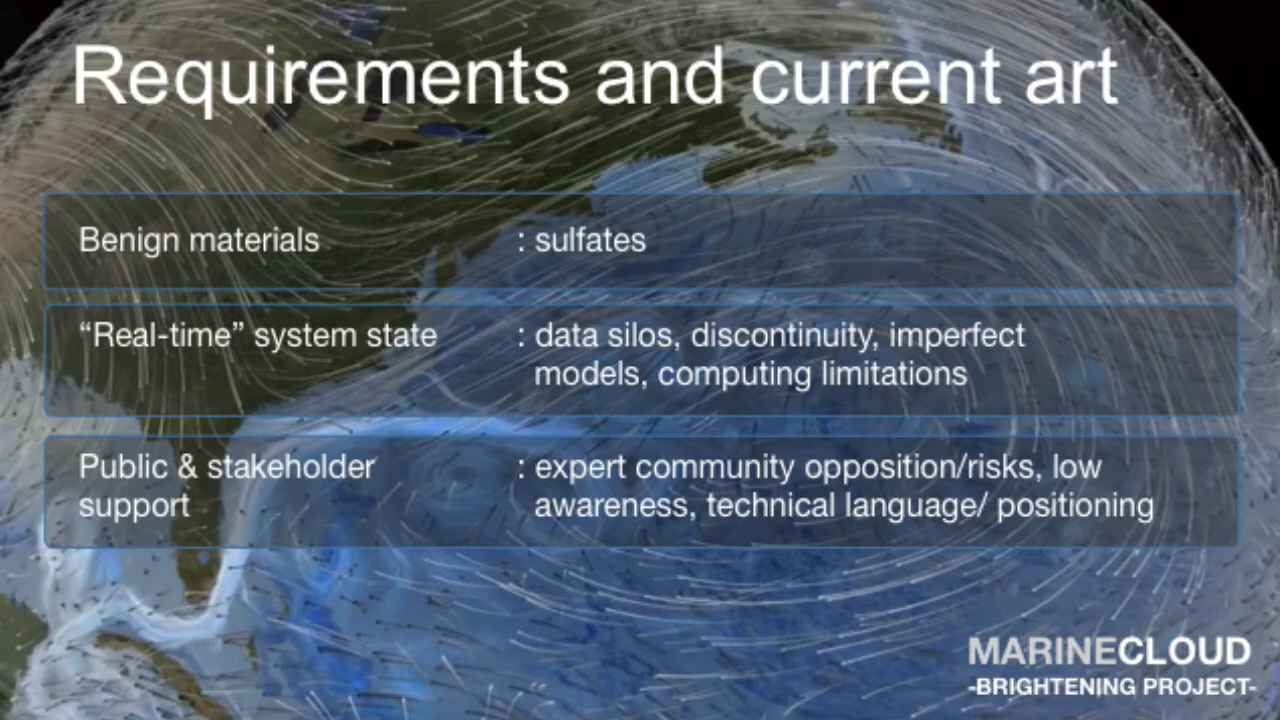 Requirements and current art
Benign materials : sulfates
“Real-time” system state : data silos, discontinuity, imperfect
models, computing limitations
Public & stakeholder : expert community opposition/risks, low
support awareness, technical language/ positioning
MARINECLOUD
-BRIGHTENING PROJECT-